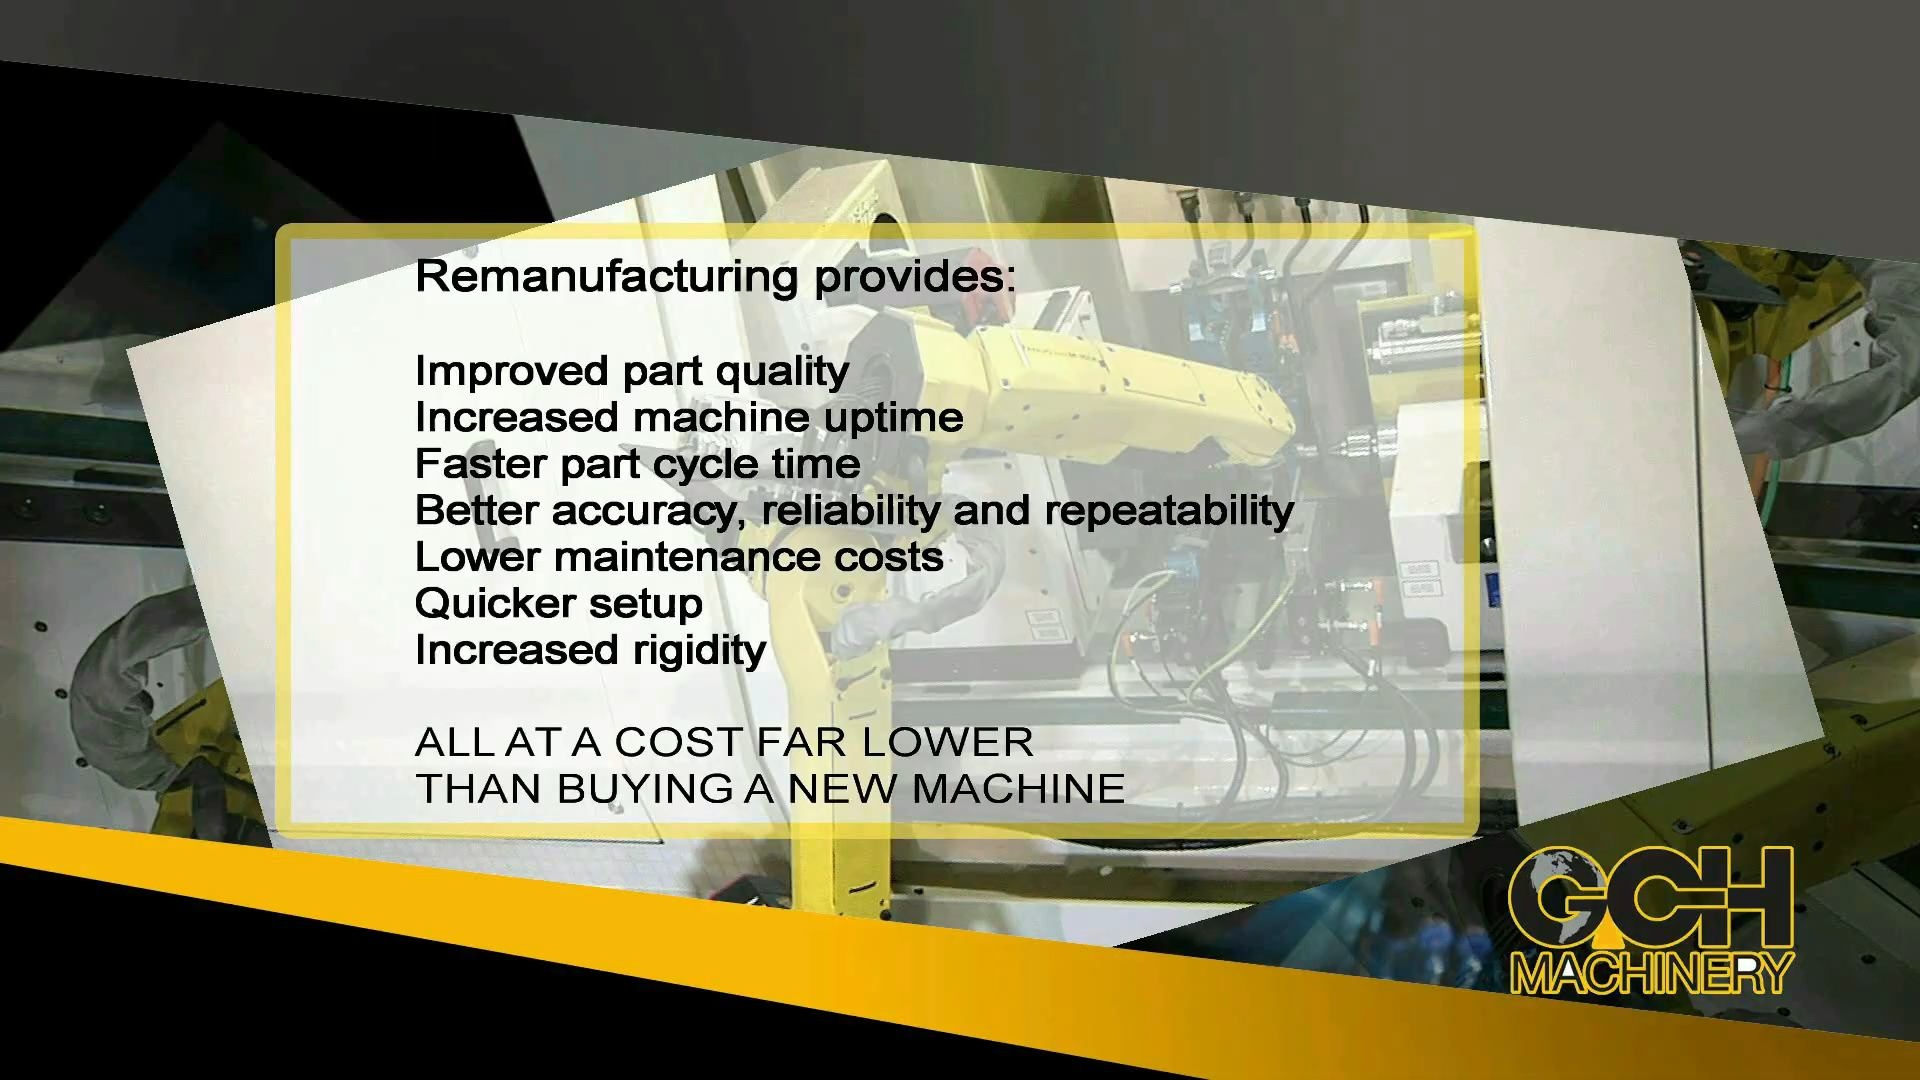 Remanufacturing provides:
Improved part quality
Increased machine uptime
Faster part cycle time
Better accuracy, reliability and repeatability
Lower maintenance costs
Quicker setup
Increased rigidity
ALL AT A COST FAR LOWER
THAN BUYING A NEW MACHINE
GCH
MACHINERY